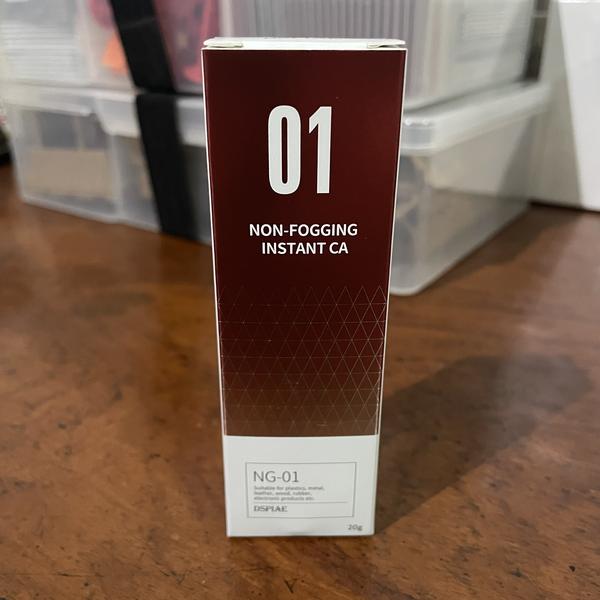 01
NON-FOGGING
INSTANT CA
NG-01
Suitable for plastics, metal,
leather, wood, rubber,
electronic products etc.
DSPIAE
20g